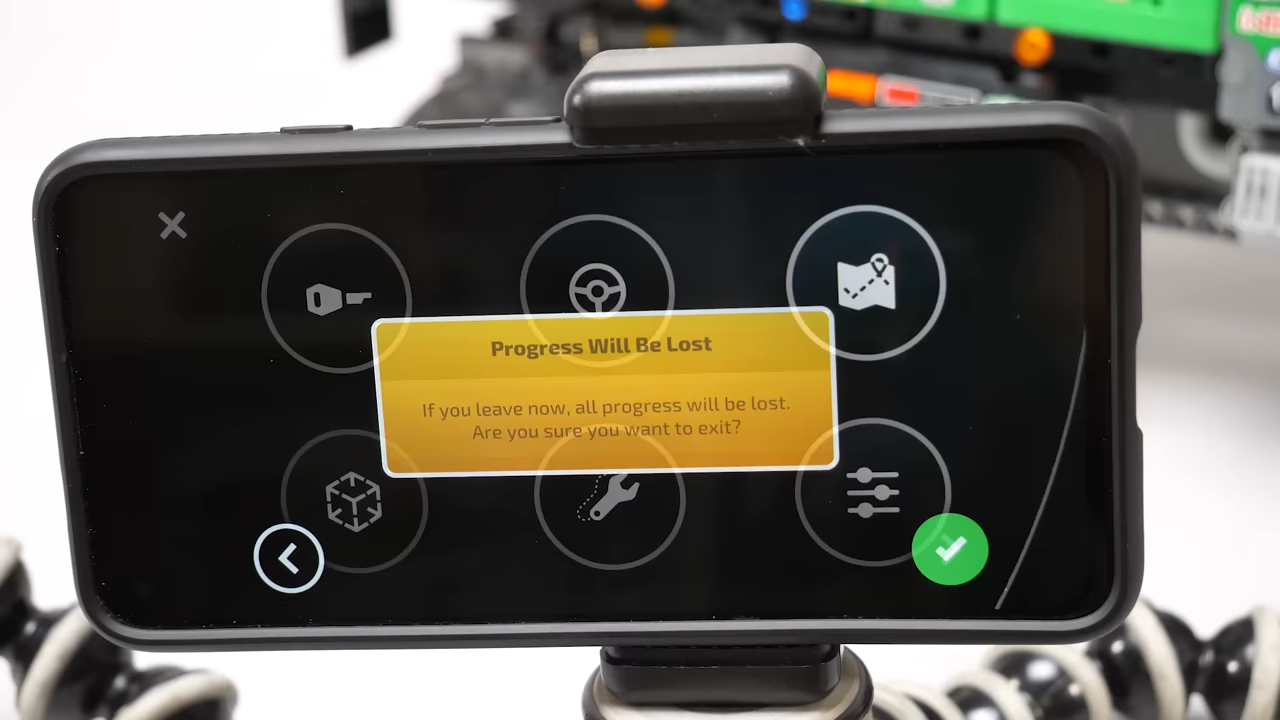 Progress Will Be Lost
If you leave now, all progress will be lost.
Are you sure you want to exit?